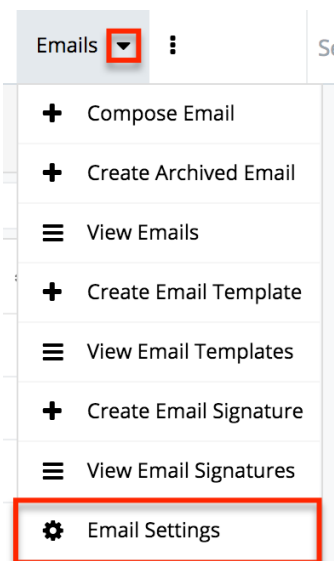 Emails
Compose Email
Create Archived Email
View Emails
Create Email Template
View Email Templates
Create Email Signature
View Email Signatures
Email Settings